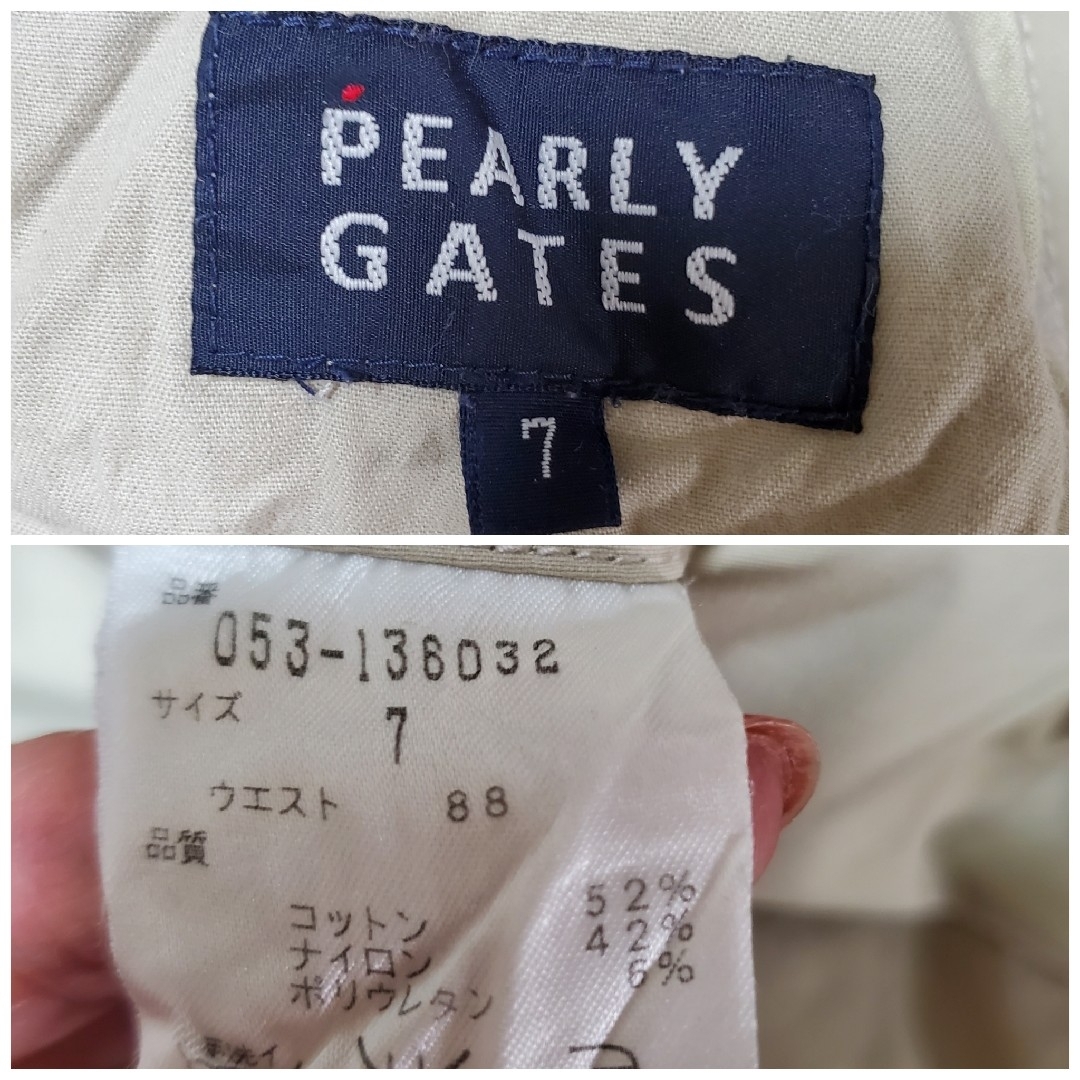 PEARLY
GATES
7
品番
053-136032
サイズ
7
ウエスト 88
品質
コットン 52%
ナイロン 42%
ポリウレタン 6%